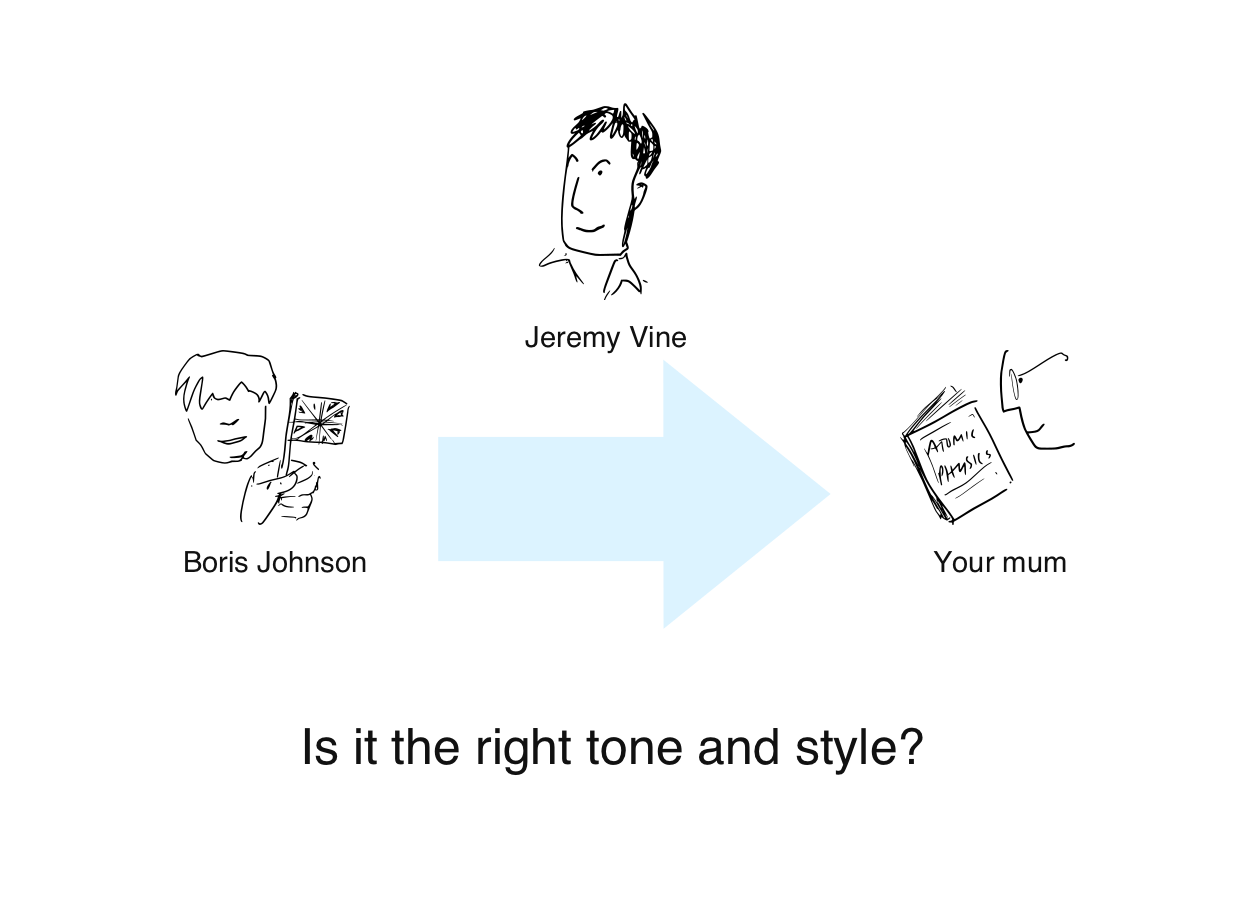 Jeremy Vine
ATOMIC
PHYSICS
Boris Johnson
Your mum
Is it the right tone and style?